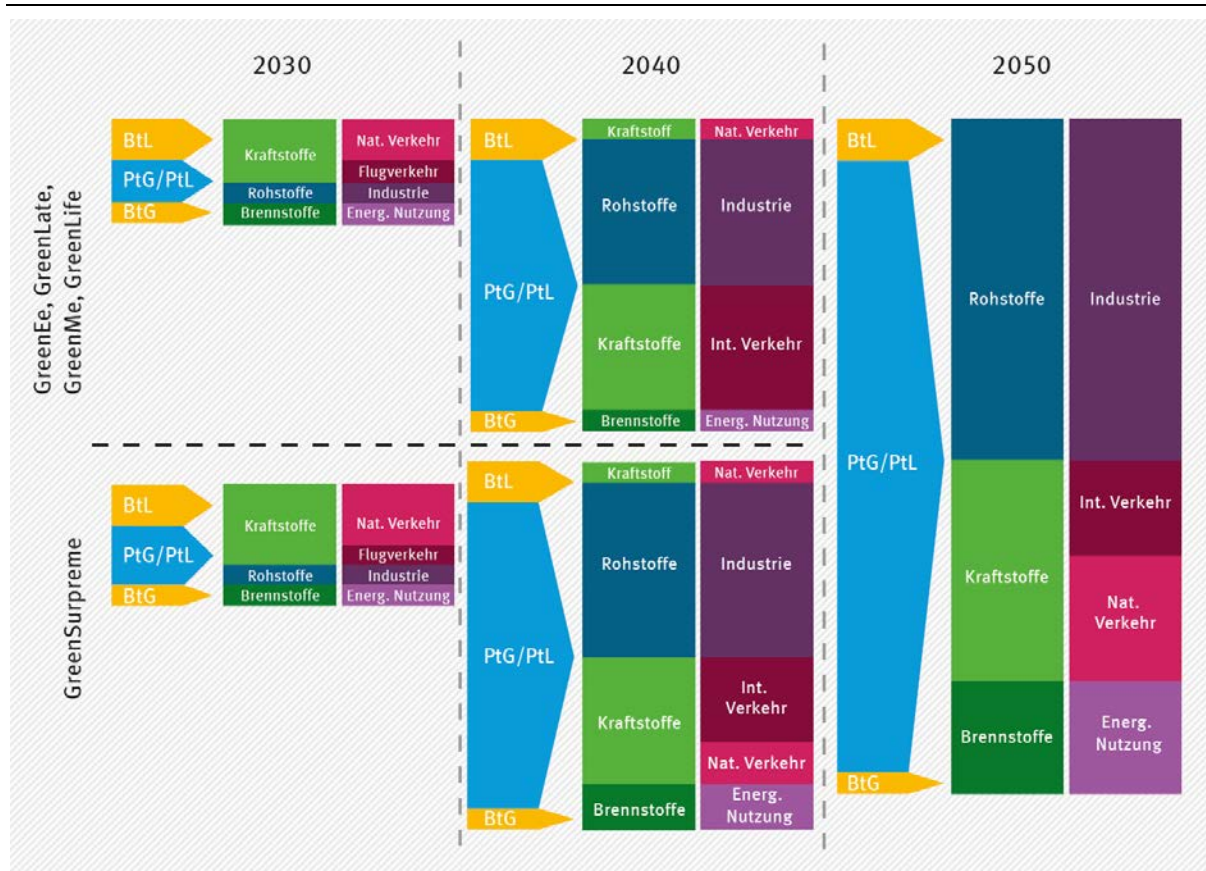 2030
2040
2050
GreenEe, GreenLate,
GreenMe, GreenLife
BtL
PtG/PtL
BtG
Kraftstoffe
Rohstoffe
Brennstoffe
Nat. Verkehr
Flugverkehr
Industrie
Energ. Nutzung
BtL
PtG/PtL
BtG
Kraftstoff
Rohstoffe
Kraftstoffe
Brennstoffe
Nat. Verkehr
Industrie
Int. Verkehr
Energ. Nutzung
GreenSurpreme
BtL
PtG/PtL
BtG
Kraftstoffe
Rohstoffe
Brennstoffe
Nat. Verkehr
Flugverkehr
Industrie
Energ. Nutzung
BtL
PtG/PtL
BtG
Kraftstoff
Rohstoffe
Kraftstoffe
Brennstoffe
Nat. Verkehr
Industrie
Int.
Verkehr
Nat. Verkehr
Energ.
Nutzung
BtL
PtG/PtL
BtG
Rohstoffe
Kraftstoffe
Brennstoffe
Industrie
Int. Verkehr
Nat.
Verkehr
Energ.
Nutzung